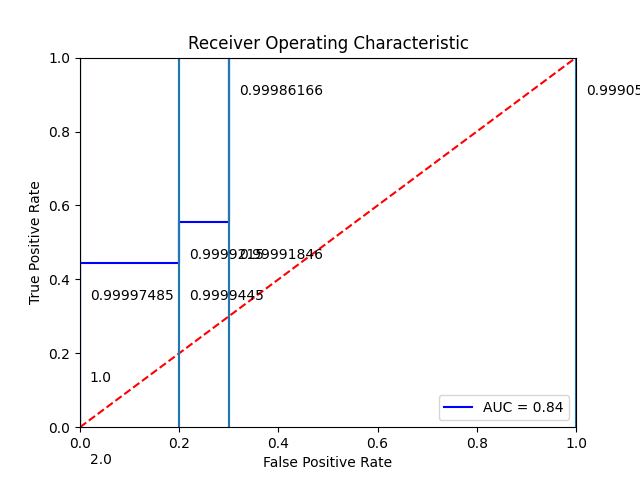 Receiver Operating Characteristic
1.0
0.99986166
0.99905
0.8
0.6
True Positive Rate
0.9999215
0.99991846
0.4
0.99997485
0.9999445
0.2
1.0
AUC = 0.84
0.0
0.0 0.2 0.4 0.6 0.8 1.0
2.0
False Positive Rate